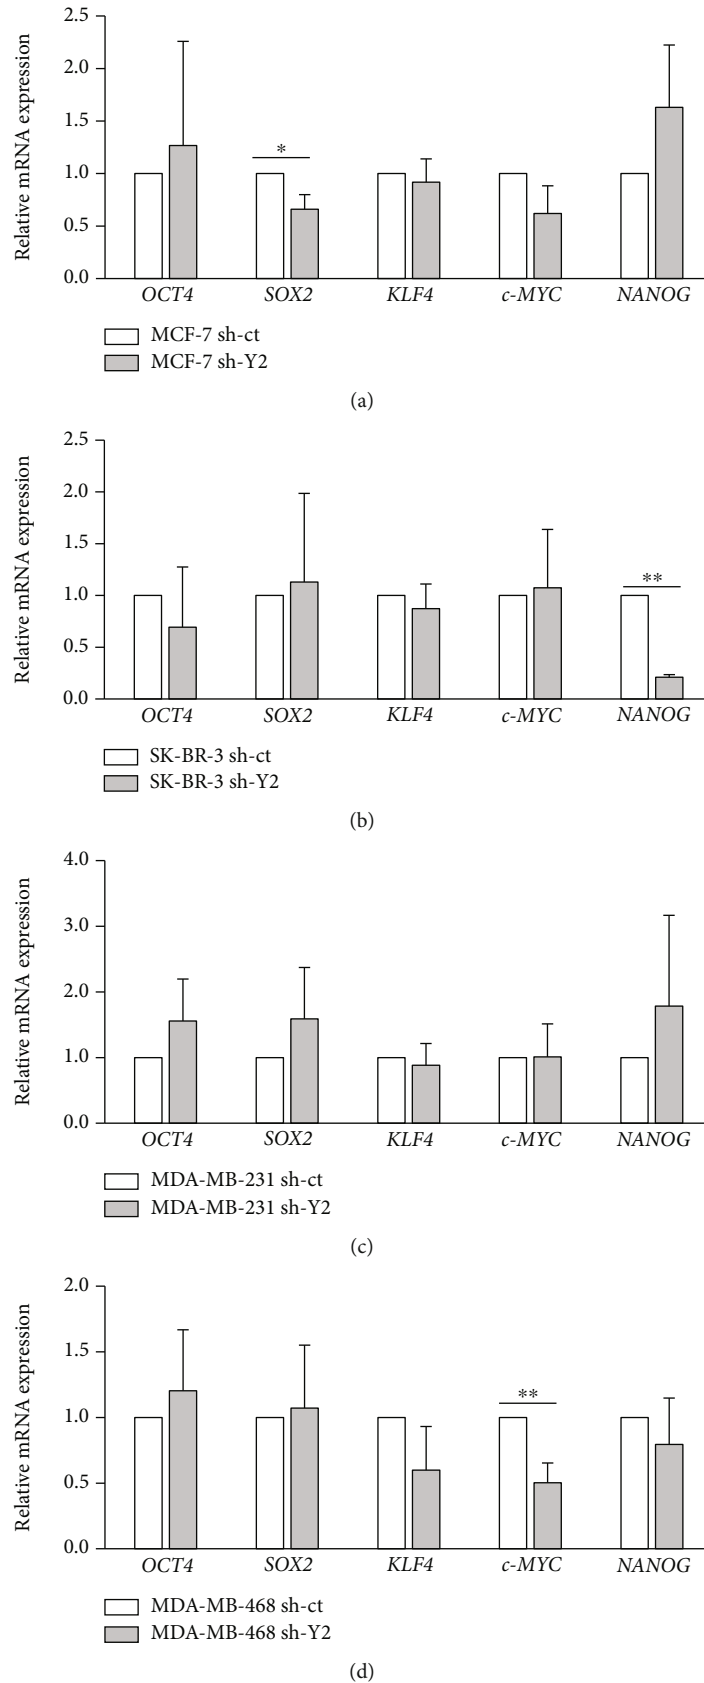 Relative mRNA expression
2.5
2.0
1.5
1.0
0.5
0.0
*
OCT4 SOX2 KLF4 c-MYC NANOG
MCF-7 sh-ct
MCF-7 sh-Y2
(a)
Relative mRNA expression
2.5
2.0
1.5
1.0
0.5
0.0
**
OCT4 SOX2 KLF4 c-MYC NANOG
SK-BR-3 sh-ct
SK-BR-3 sh-Y2
(b)
Relative mRNA expression
4.0
3.0
2.0
1.0
0.0
OCT4 SOX2 KLF4 c-MYC NANOG
MDA-MB-231 sh-ct
MDA-MB-231 sh-Y2
(c)
Relative mRNA expression
2.0
1.5
1.0
0.5
0.0
**
OCT4 SOX2 KLF4 c-MYC NANOG
MDA-MB-468 sh-ct
MDA-MB-468 sh-Y2
(d)